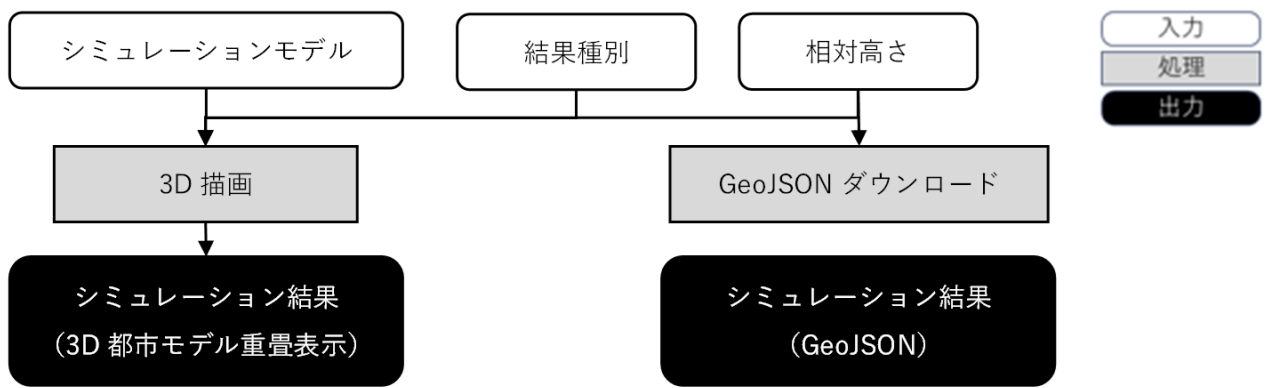 シミュレーションモデル
結果種別
相対高さ
入力
処理
出力
3D 描画
GeoJSON ダウンロード
シミュレーション結果
（3D 都市モデル重畳表示）
シミュレーション結果
（GeoJSON）